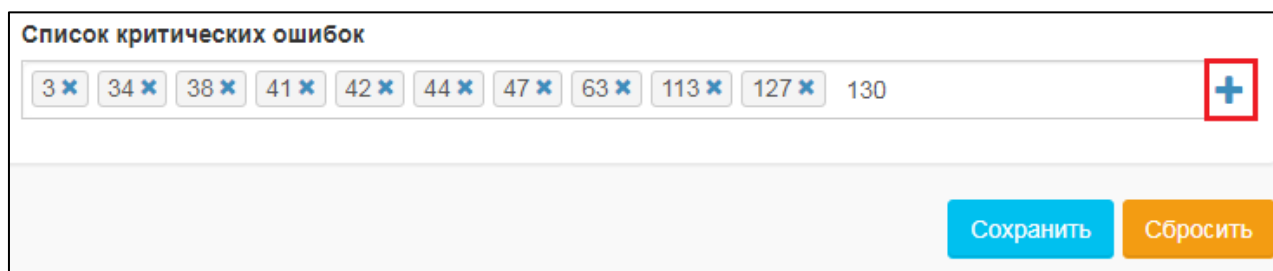 Список критических ошибок
3 34 38 41 42 44 47 63 113 127 130
Сохранить Сбросить